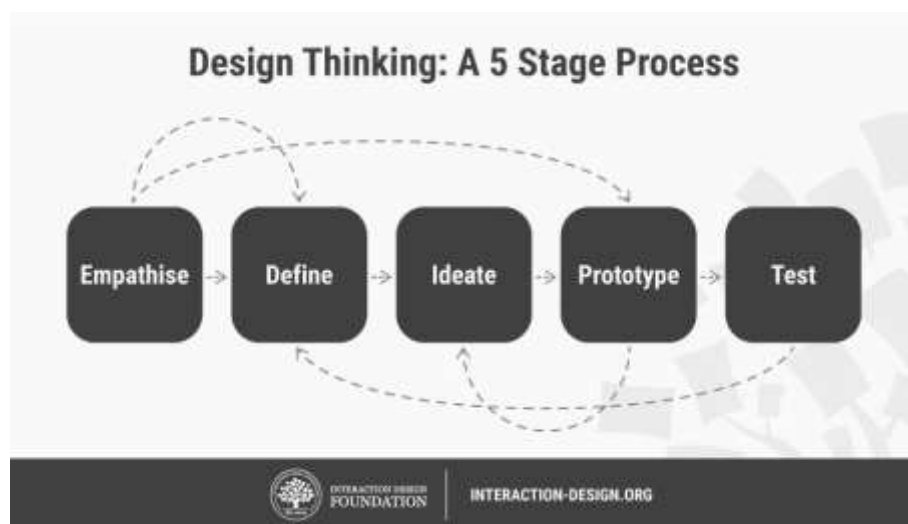 Design Thinking: A 5 Stage Process
Empathise
Define
Ideate
Prototype
Test
INTERACTION DESIGN
FOUNDATION
INTERACTION-DESIGN.ORG